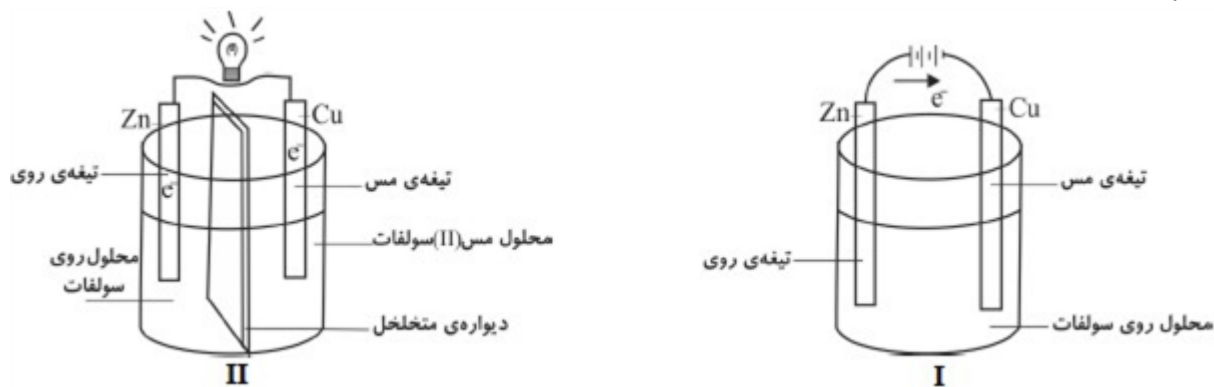 Zn
Cu
e⁻
e⁻
تیغه‌ی روی
تیغه‌ی مس
محلول مس(II)سولفات
محلول روی
سولفات
دیواره‌ی متخلخل
II
e⁻
Zn
Cu
تیغه‌ی مس
تیغه‌ی روی
محلول روی سولفات
I